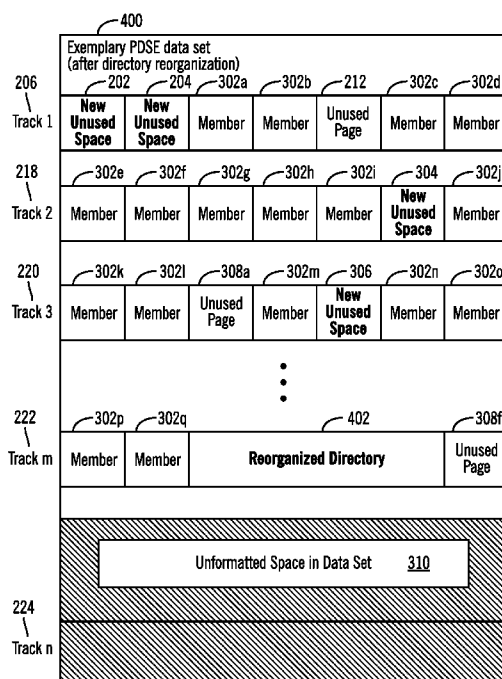 400
Exemplary PDSE data set
(after directory reorganization)
206 202 204 302a 302b 212 302c 302d
Track 1 New Unused Space New Unused Space Member Member Unused Page Member Member
218 302e 302f 302g 302h 302i 304 302j
Track 2 Member Member Member Member Member New Unused Space Member
220 302k 302l 308a 302m 306 302n 302o
Track 3 Member Member Unused Page Member New Unused Space Member Member
222 302p 302q 402 308f
Track m Member Member Reorganized Directory Unused Page
Unformatted Space in Data Set 310
224
Track n